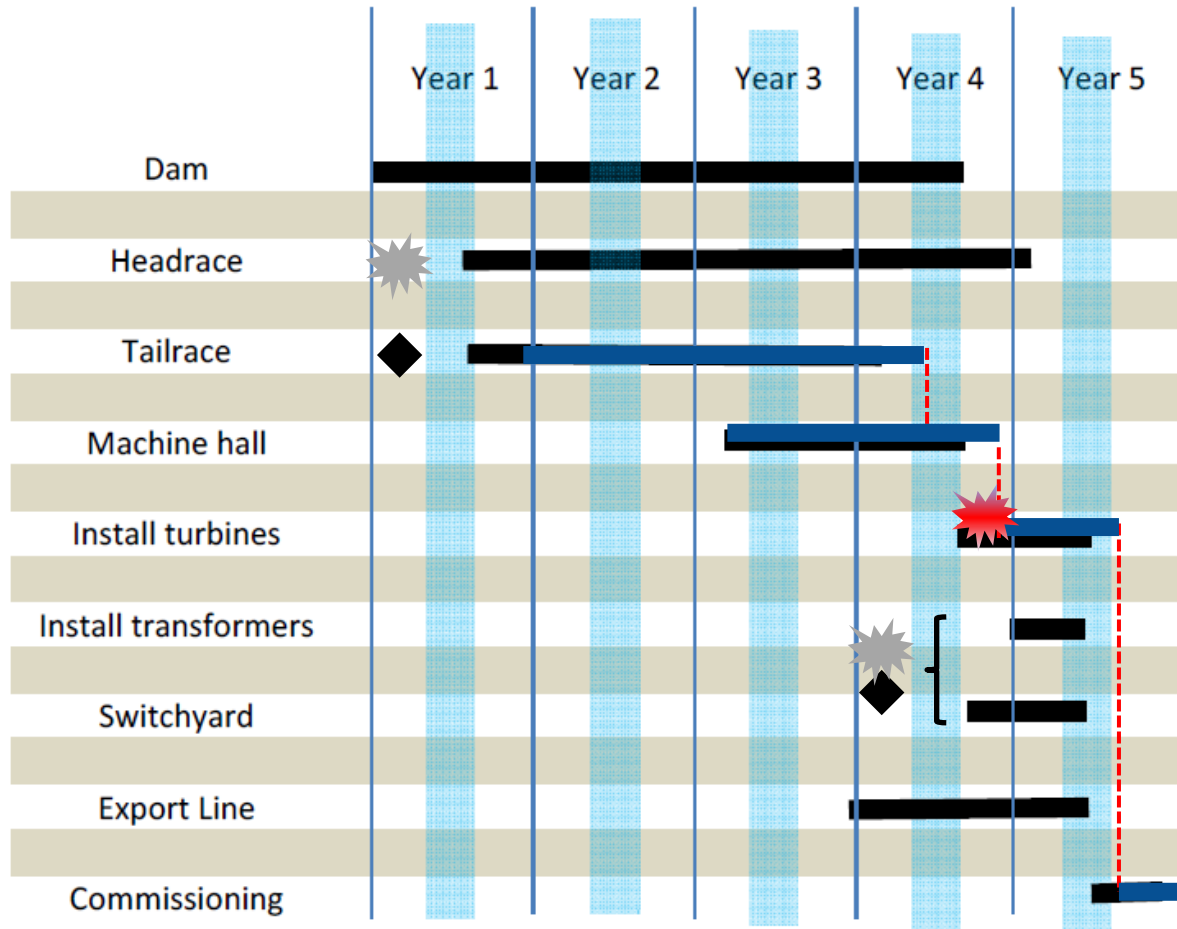 Year 1 Year 2 Year 3 Year 4 Year 5
Dam
Headrace
Tailrace
Machine hall
Install turbines
Install transformers
Switchyard
Export Line
Commissioning